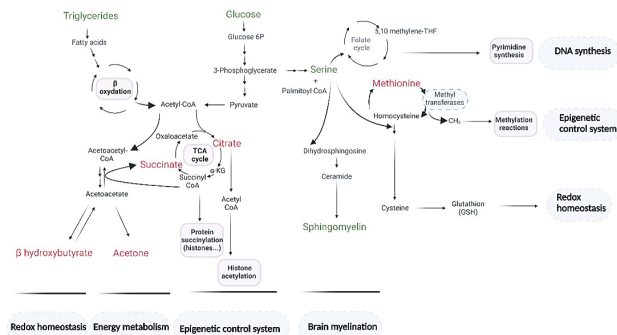 Triglycerides
Fatty acids
β
oxydation
Acetyl-CoA
Glucose
Glucose 6P
3-Phosphoglycerate
Pyruvate
Oxaloacetate
Citrate
TCA
cycle
α-KG
Succinyl
CoA
Succinate
Acetoacetyl-
CoA
Acetoacetate
β hydroxybutyrate
Acetone
Protein
succinylation
(histones...)
Acetyl
CoA
Histone
acetylation
Serine
+
Palmitoyl CoA
Folate
cycle
5,10 methylene-THF
Pyrimidine
synthesis
DNA synthesis
Methionine
Methyl
transferases
Homocysteine
CH₂
Methylation
reactions
Epigenetic
control system
Dihydrosphingosine
Ceramide
Sphingomyelin
Cysteine
Glutathion
(GSH)
Redox
homeostasis
Redox homeostasis
Energy metabolism
Epigenetic control system
Brain myelination